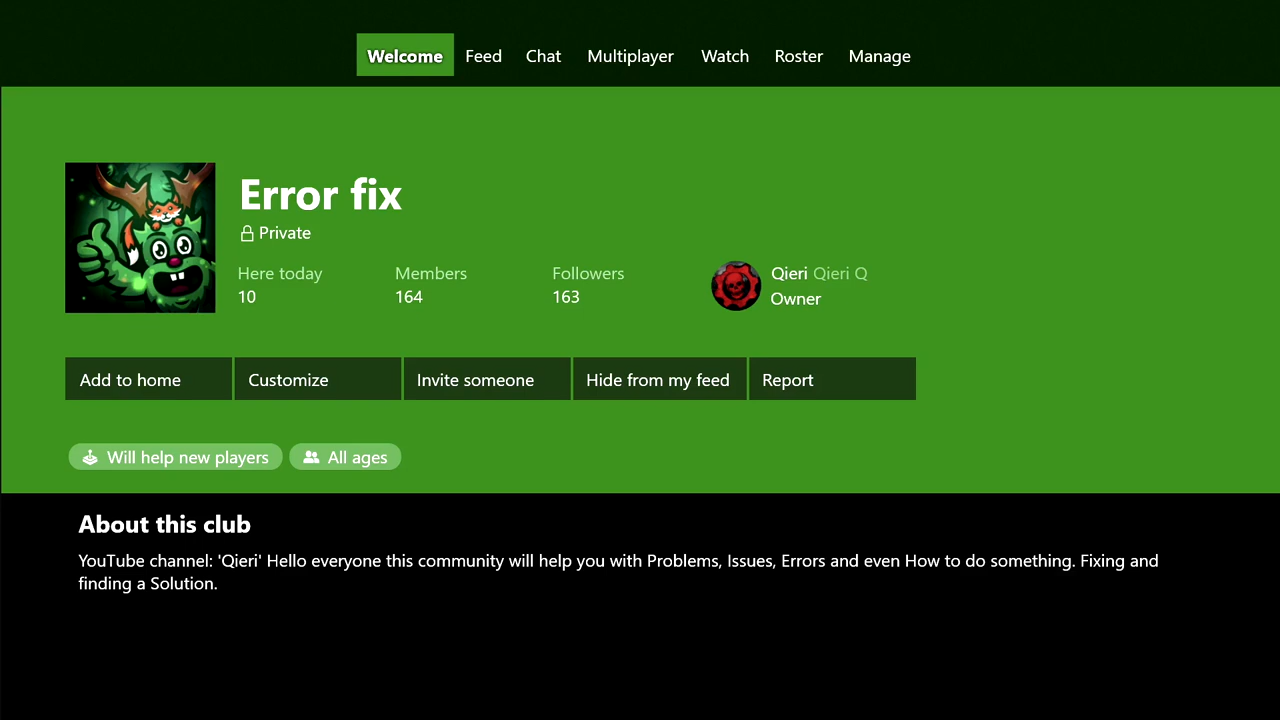 Welcome Feed Chat Multiplayer Watch Roster Manage
Error fix
Private
Here today Members Followers Qieri Qieri Q
10 164 163 Owner
Add to home Customize Invite someone Hide from my feed Report
Will help new players All ages
About this club
YouTube channel: 'Qieri' Hello everyone this community will help you with Problems, Issues, Errors and even How to do something. Fixing and
finding a Solution.